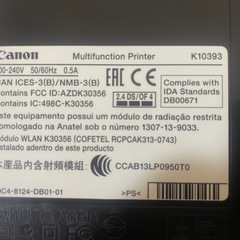 Canon Multifunction Printer K10393
00-240V 50/60Hz 0.5A
CAN ICES-3(B)/NMB-3(B)
Contains FCC ID:AZDK30356
Contains IC:498C-K30356
2.4 DS/OF 4
Complies with
IDA Standards
DB00671
Este equipamento possui um módulo de radiação restrita
homologado na Anatel sob o número 1307-13-9033.
Módulo WLAN K30356 (COFETEL RCPCAK313-0743)
本產品內含射頻模組: CCAB13LP0950T0
QC4-8124-DB01-01 >PS<